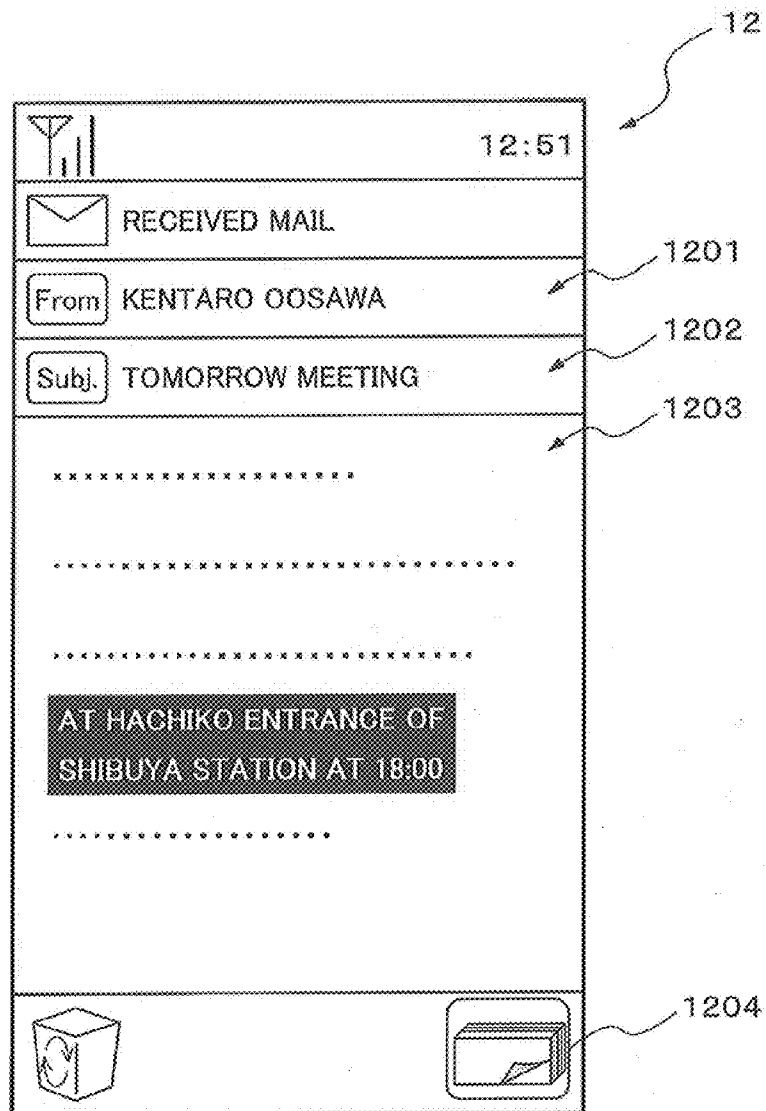 12
12:51
RECEIVED MAIL
1201
From KENTARO OOSAWA
1202
Subj. TOMORROW MEETING
1203
AT HACHIKO ENTRANCE OF
SHIBUYA STATION AT 18:00
1204